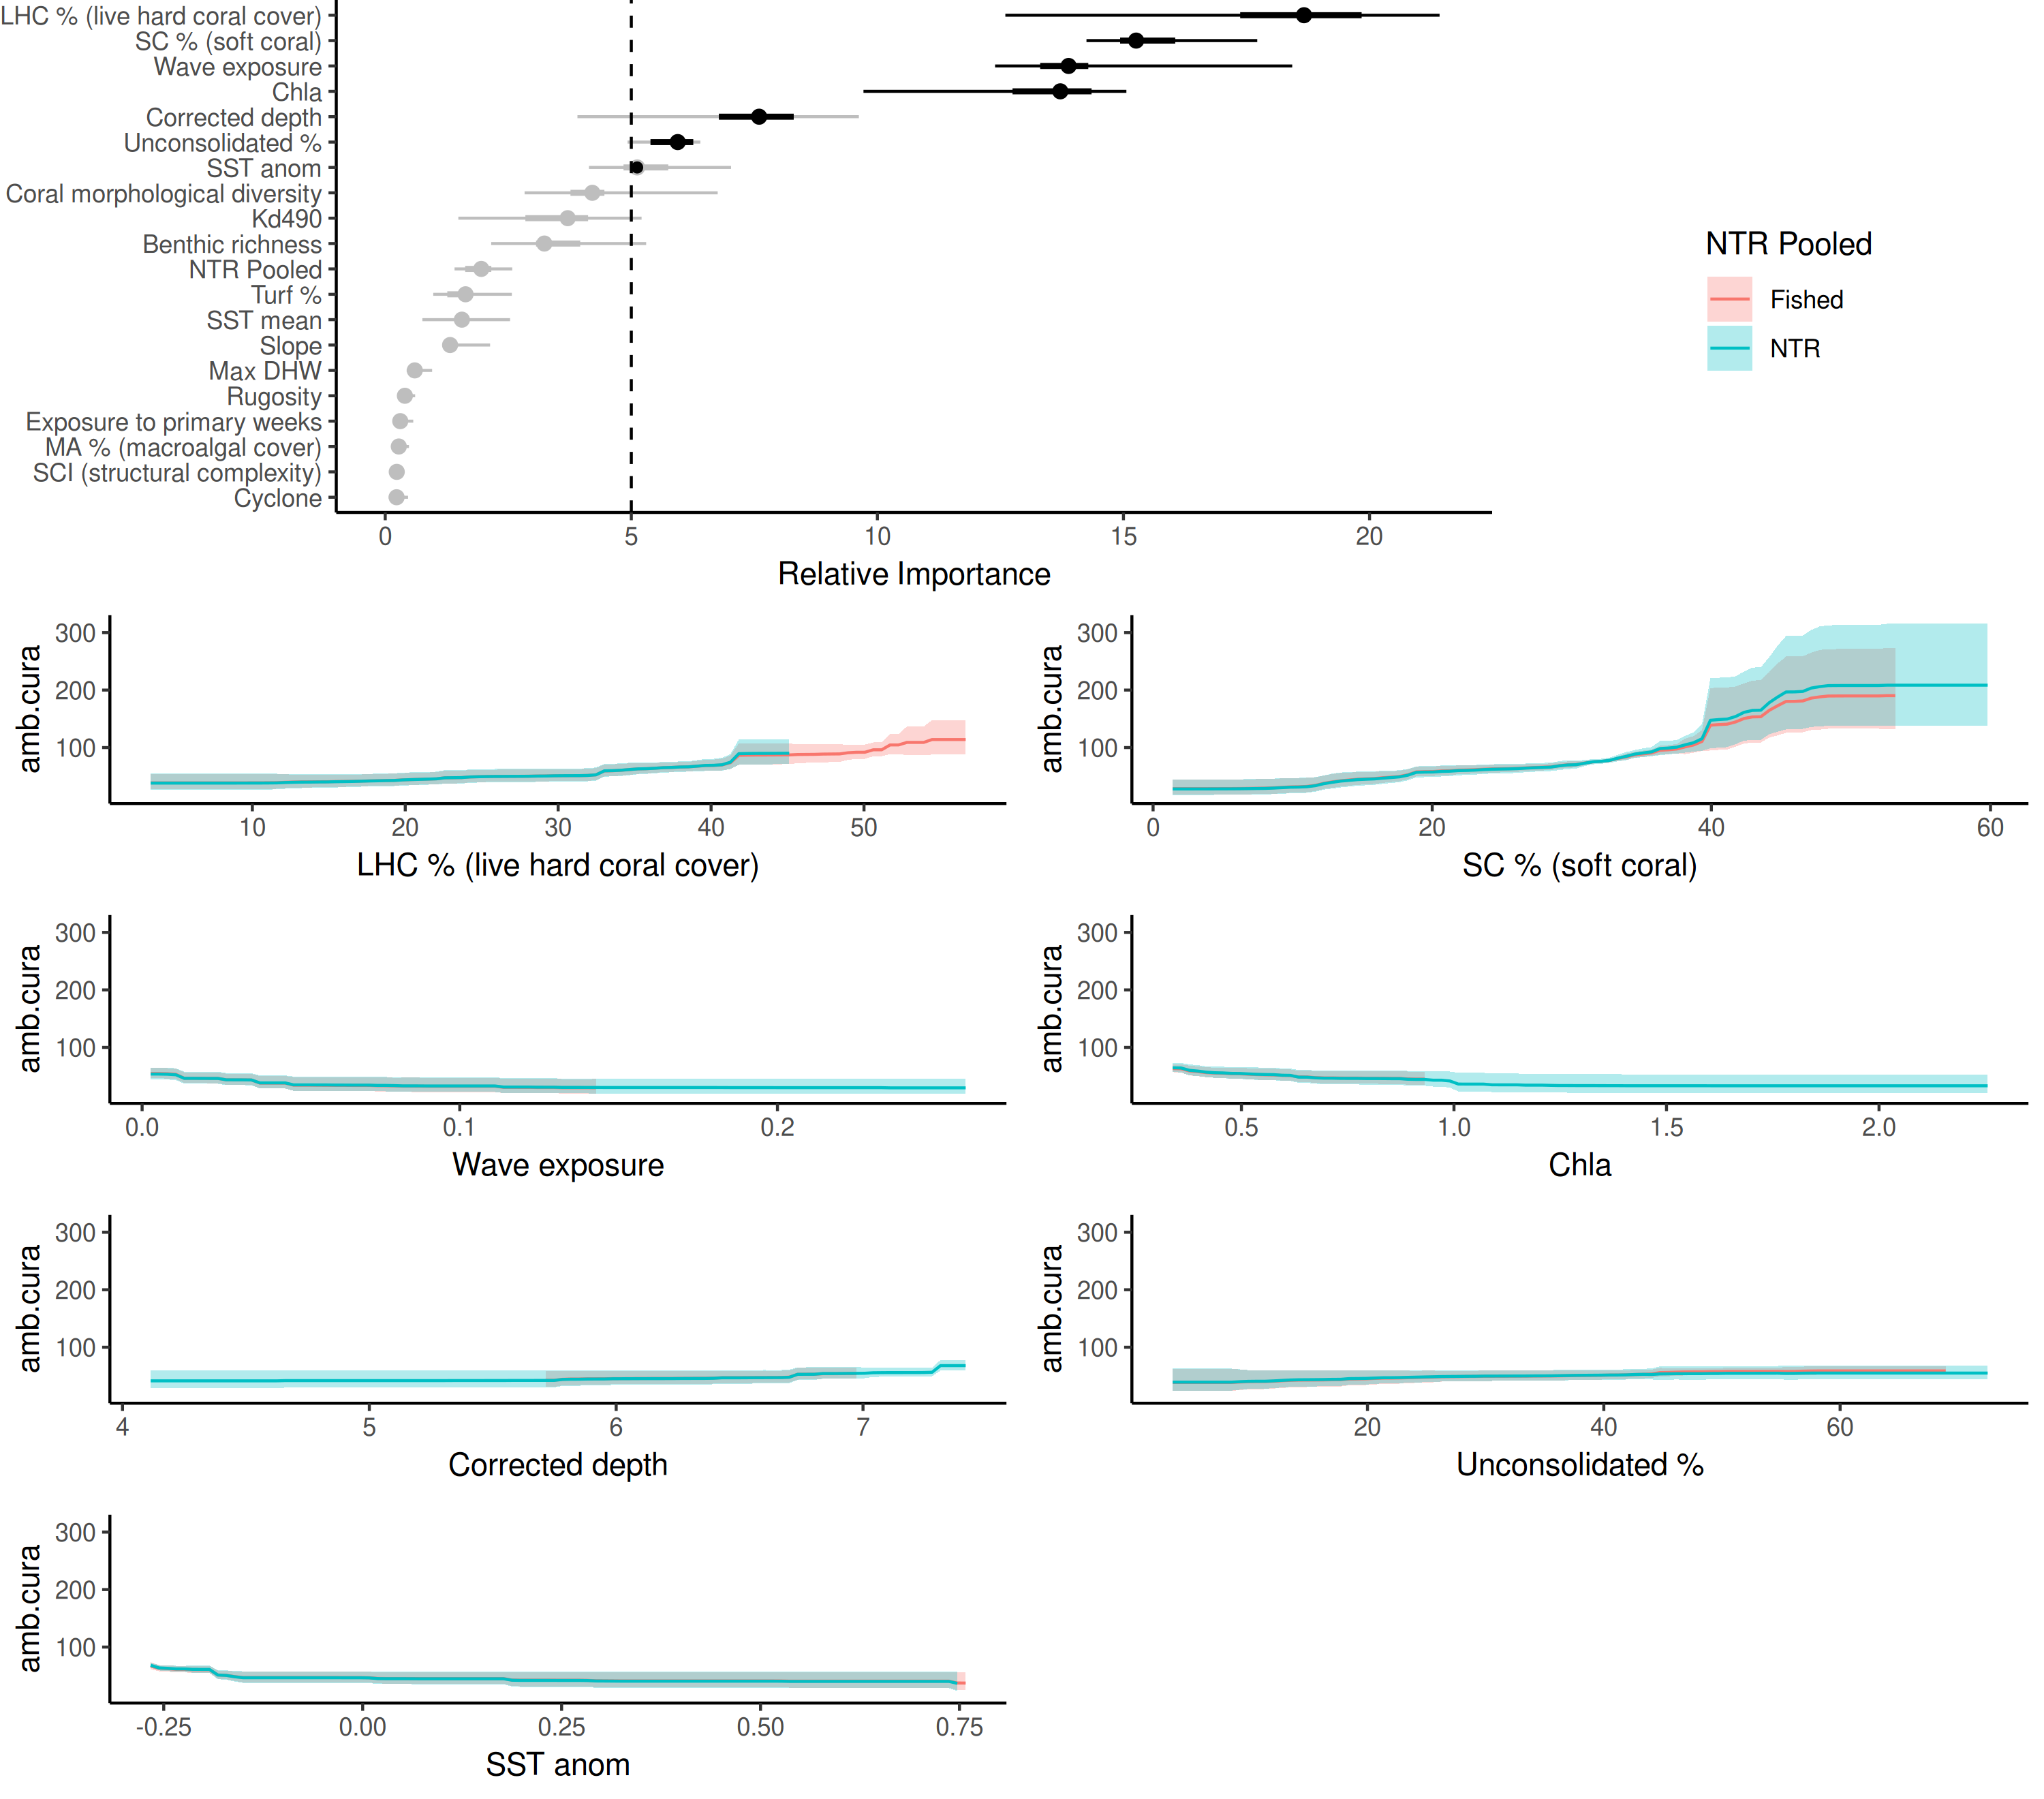 LHC % (live hard coral cover)
SC % (soft coral)
Wave exposure
Chla
Corrected depth
Unconsolidated %
SST anom
Coral morphological diversity
Kd490
Benthic richness
NTR Pooled
Turf %
SST mean
Slope
Max DHW
Rugosity
Exposure to primary weeks
MA % (macroalgal cover)
SCI (structural complexity)
Cyclone
0 5 10 15 20
Relative Importance
NTR Pooled
Fished
NTR
300
200
100
amb.cura
10 20 30 40 50
LHC % (live hard coral cover)
300
200
100
amb.cura
0 20 40 60
SC % (soft coral)
300
200
100
amb.cura
0.0 0.1 0.2
Wave exposure
300
200
100
amb.cura
0.5 1.0 1.5 2.0
Chla
300
200
100
amb.cura
4 5 6 7
Corrected depth
300
200
100
amb.cura
20 40 60
Unconsolidated %
300
200
100
amb.cura
-0.25 0.00 0.25 0.50 0.75
SST anom